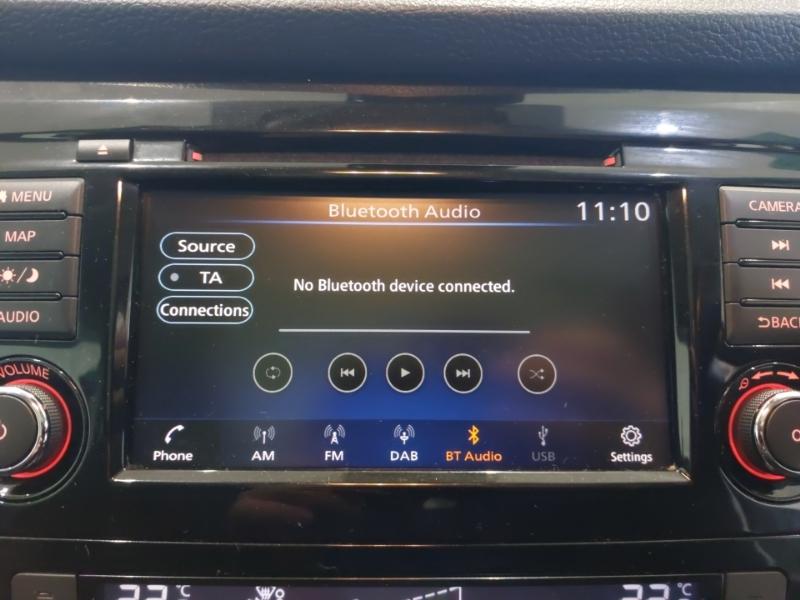 Bluetooth Audio 11:10
MENU
MAP
AUDIO
VOLUME
Source
TA
Connections
No Bluetooth device connected.
Phone
AM
FM
DAB
BT Audio
USB
Settings
CAMERA
BACK
°C
°C